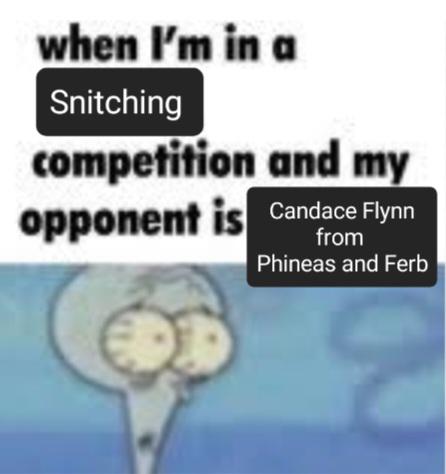 when I'm in a
Snitching
competition and my
opponent is
Candace Flynn
from
Phineas and Ferb